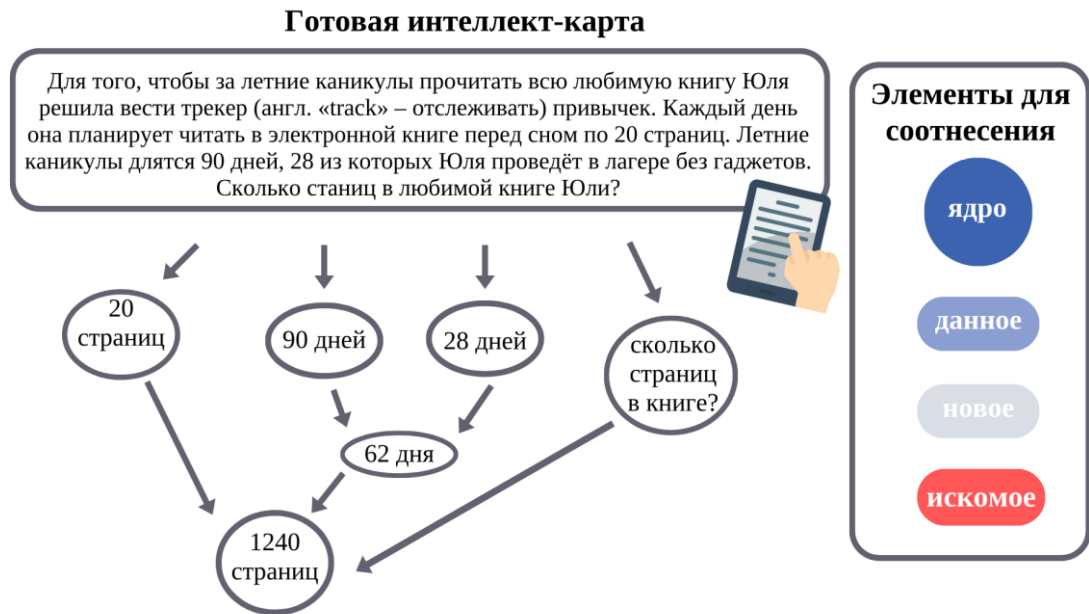 Готовая интеллект-карта
Для того, чтобы за летние каникулы прочитать всю любимую книгу Юля
решила вести трекер (англ. «track» – отслеживать) привычек. Каждый день
она планирует читать в электронной книге перед сном по 20 страниц. Летние
каникулы длятся 90 дней, 28 из которых Юля проведёт в лагере без гаджетов.
Сколько станиц в любимой книге Юли?
20
страниц
90 дней
28 дней
сколько
страниц
в книге?
62 дня
1240
страниц
Элементы для
соотнесения
ядро
данное
новое
искомое